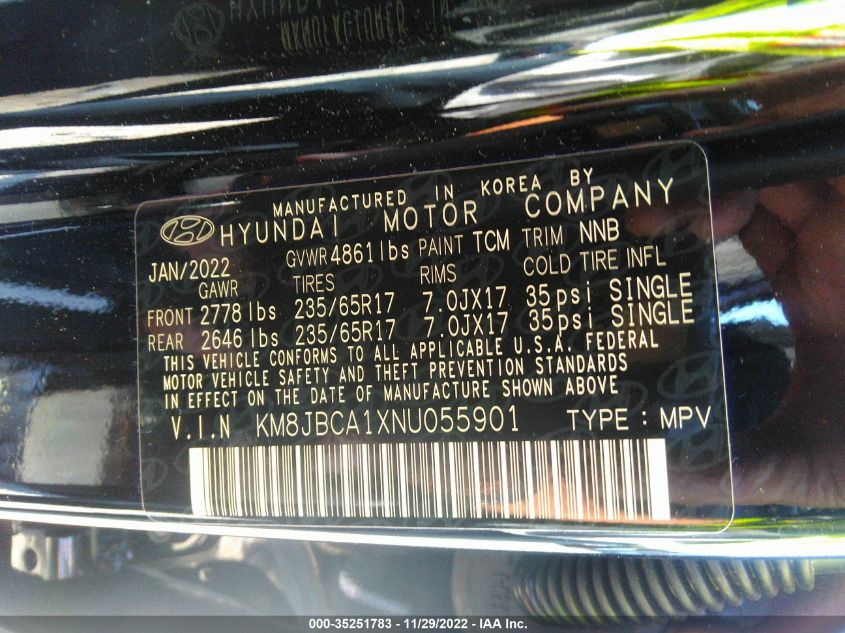 MANUFACTURED IN KOREA BY
HYUNDAI MOTOR COMPANY
JAN/2022 GVWR 4861 lbs PAINT TCM TRIM NNB
GAWR TIRES RIMS COLD TIRE INFL
FRONT 2778 lbs 235/65R17 7.0JX17 35psi SINGLE
REAR 2646 lbs 235/65R17 7.0JX17 35psi SINGLE
THIS VEHICLE CONFORMS TO ALL APPLICABLE U.S.A. FEDERAL
MOTOR VEHICLE SAFETY AND THEFT PREVENTION STANDARDS
IN EFFECT ON THE DATE OF MANUFACTURE SHOWN ABOVE.
V.I.N KM8JBCA1XNU055901 TYPE : MPV
000-35251783 - 11/29/2022 - IAA Inc.